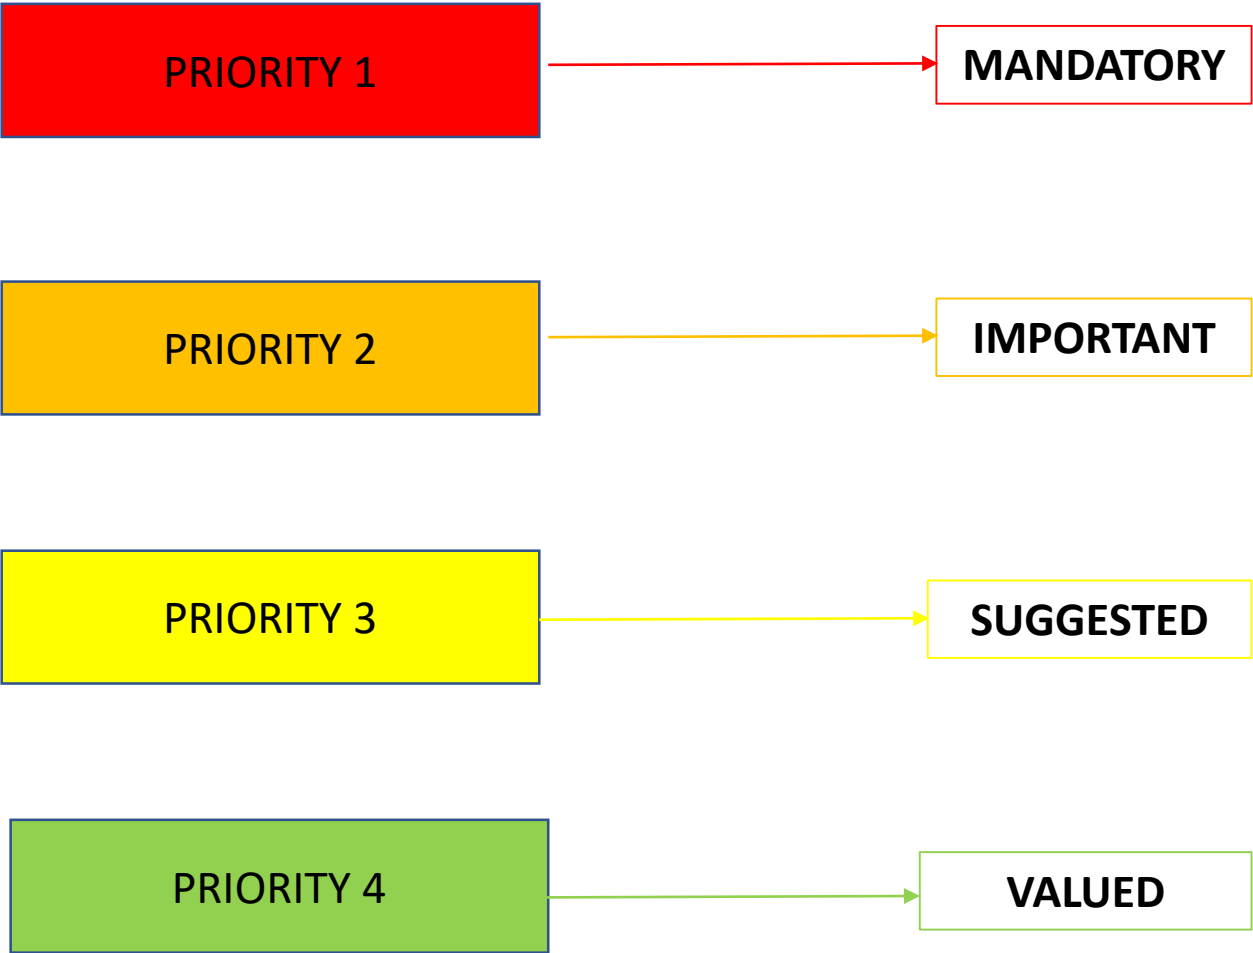 PRIORITY 1
MANDATORY
PRIORITY 2
IMPORTANT
PRIORITY 3
SUGGESTED
PRIORITY 4
VALUED